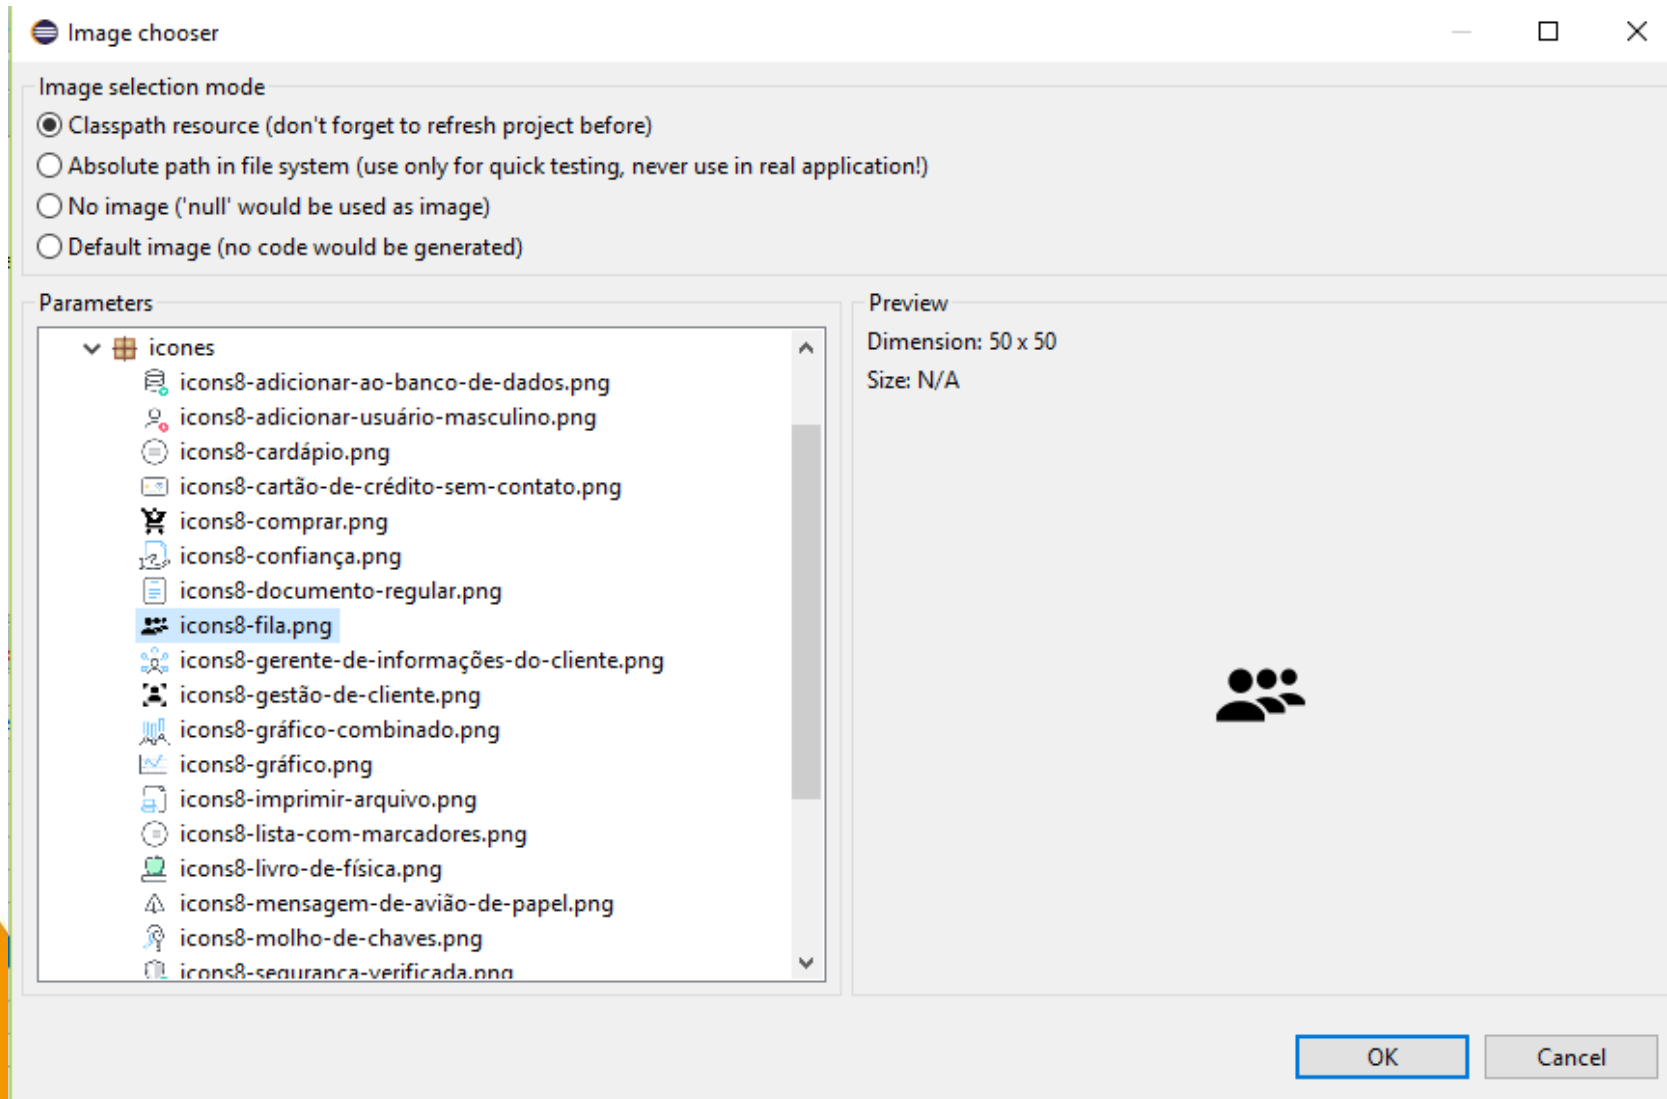 Image chooser
Image selection mode
Classpath resource (don't forget to refresh project before)
Absolute path in file system (use only for quick testing, never use in real application!)
No image ('null' would be used as image)
Default image (no code would be generated)
Parameters
icones
icons8-adicionar-ao-banco-de-dados.png
icons8-adicionar-usuário-masculino.png
icons8-cardápio.png
icons8-cartão-de-crédito-sem-contato.png
icons8-comprar.png
icons8-confiança.png
icons8-documento-regular.png
icons8-fila.png
icons8-gerente-de-informações-do-cliente.png
icons8-gestão-de-cliente.png
icons8-gráfico-combinado.png
icons8-gráfico.png
icons8-imprimir-arquivo.png
icons8-lista-com-marcadores.png
icons8-livro-de-física.png
icons8-mensagem-de-avião-de-papel.png
icons8-molho-de-chaves.png
icons8-segurança-verificada.png
Preview
Dimension: 50 x 50
Size: N/A
OK
Cancel